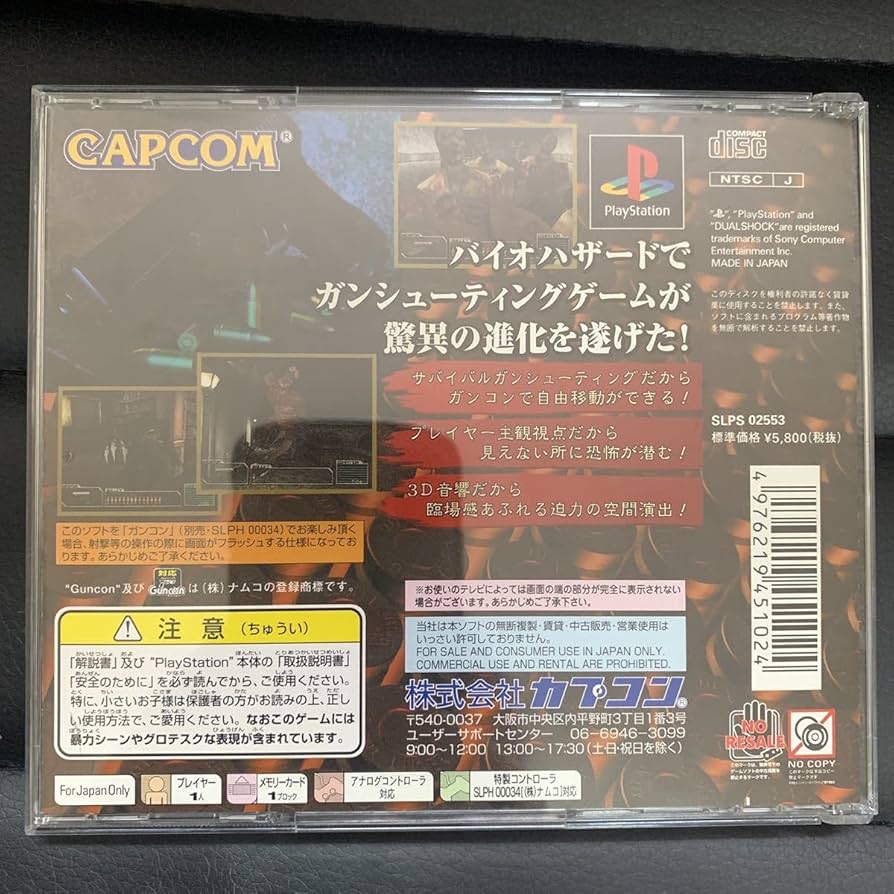 CAPCOM®
PlayStation
COMPACT
disc
NTSC J
"PS", "PlayStation" and
"DUALSHOCK" are registered
trademarks of Sony Computer
Entertainment Inc.
MADE IN JAPAN
このディスクを権利者の許諾なく賃貸
業に使用することを禁止します。また、
ソフトに含まれるプログラム等著作物
を無断で解析することを禁止します。
バイオハザードで
ガンシューティングゲームが
驚異の進化を遂げた!
サバイバルガンシューティングだから
ガンコンで自由移動ができる!
プレイヤー主観視点だから
見えない所に恐怖が潜む!
3D音響だから
臨場感あふれる迫力の空間演出!
SLPS 02553
標準価格 ¥5,800(税抜)
4 976219 451024
このソフトを「ガンコン」(別売・SLPH 00034)でお楽しみ頂く
場合、射撃等の操作の際に画面がフラッシュする仕様になって
おります。あらかじめご了承ください。
"Guncon"及び 対応 Guncon は(株)ナムコの登録商標です。
注意(ちゅうい)
「解説書」及び "PlayStation" 本体の「取扱説明書」
「安全のために」を必ず読んでから、ご使用ください。
特に、小さいお子様は保護者の方がお読みの上、正し
い使用方法で、ご愛用ください。なおこのゲームには
暴力シーンやグロテスクな表現が含まれています。
※お使いのテレビによっては画面の端の部分が完全に表示されない
場合がございます。あらかじめご了承下さい。
当社は本ソフトの無断複製・賃貸・中古販売・営業使用は
いっさい許可しておりません。
FOR SALE AND CONSUMER USE IN JAPAN ONLY.
COMMERCIAL USE AND RENTAL ARE PROHIBITED.
株式会社カプコン®
〒540-0037 大阪市中央区内平野町3丁目1番3号
ユーザーサポートセンター 06-6946-3099
9:00~12:00 13:00~17:30(土・日・祝日を除く)
NO
RESALE
NO COPY
For Japan Only
プレイヤー
1人
メモリーカード
1ブロック
アナログコントローラ
対応
特製コントローラ
SLPH 00034[(株)ナムコ]対応